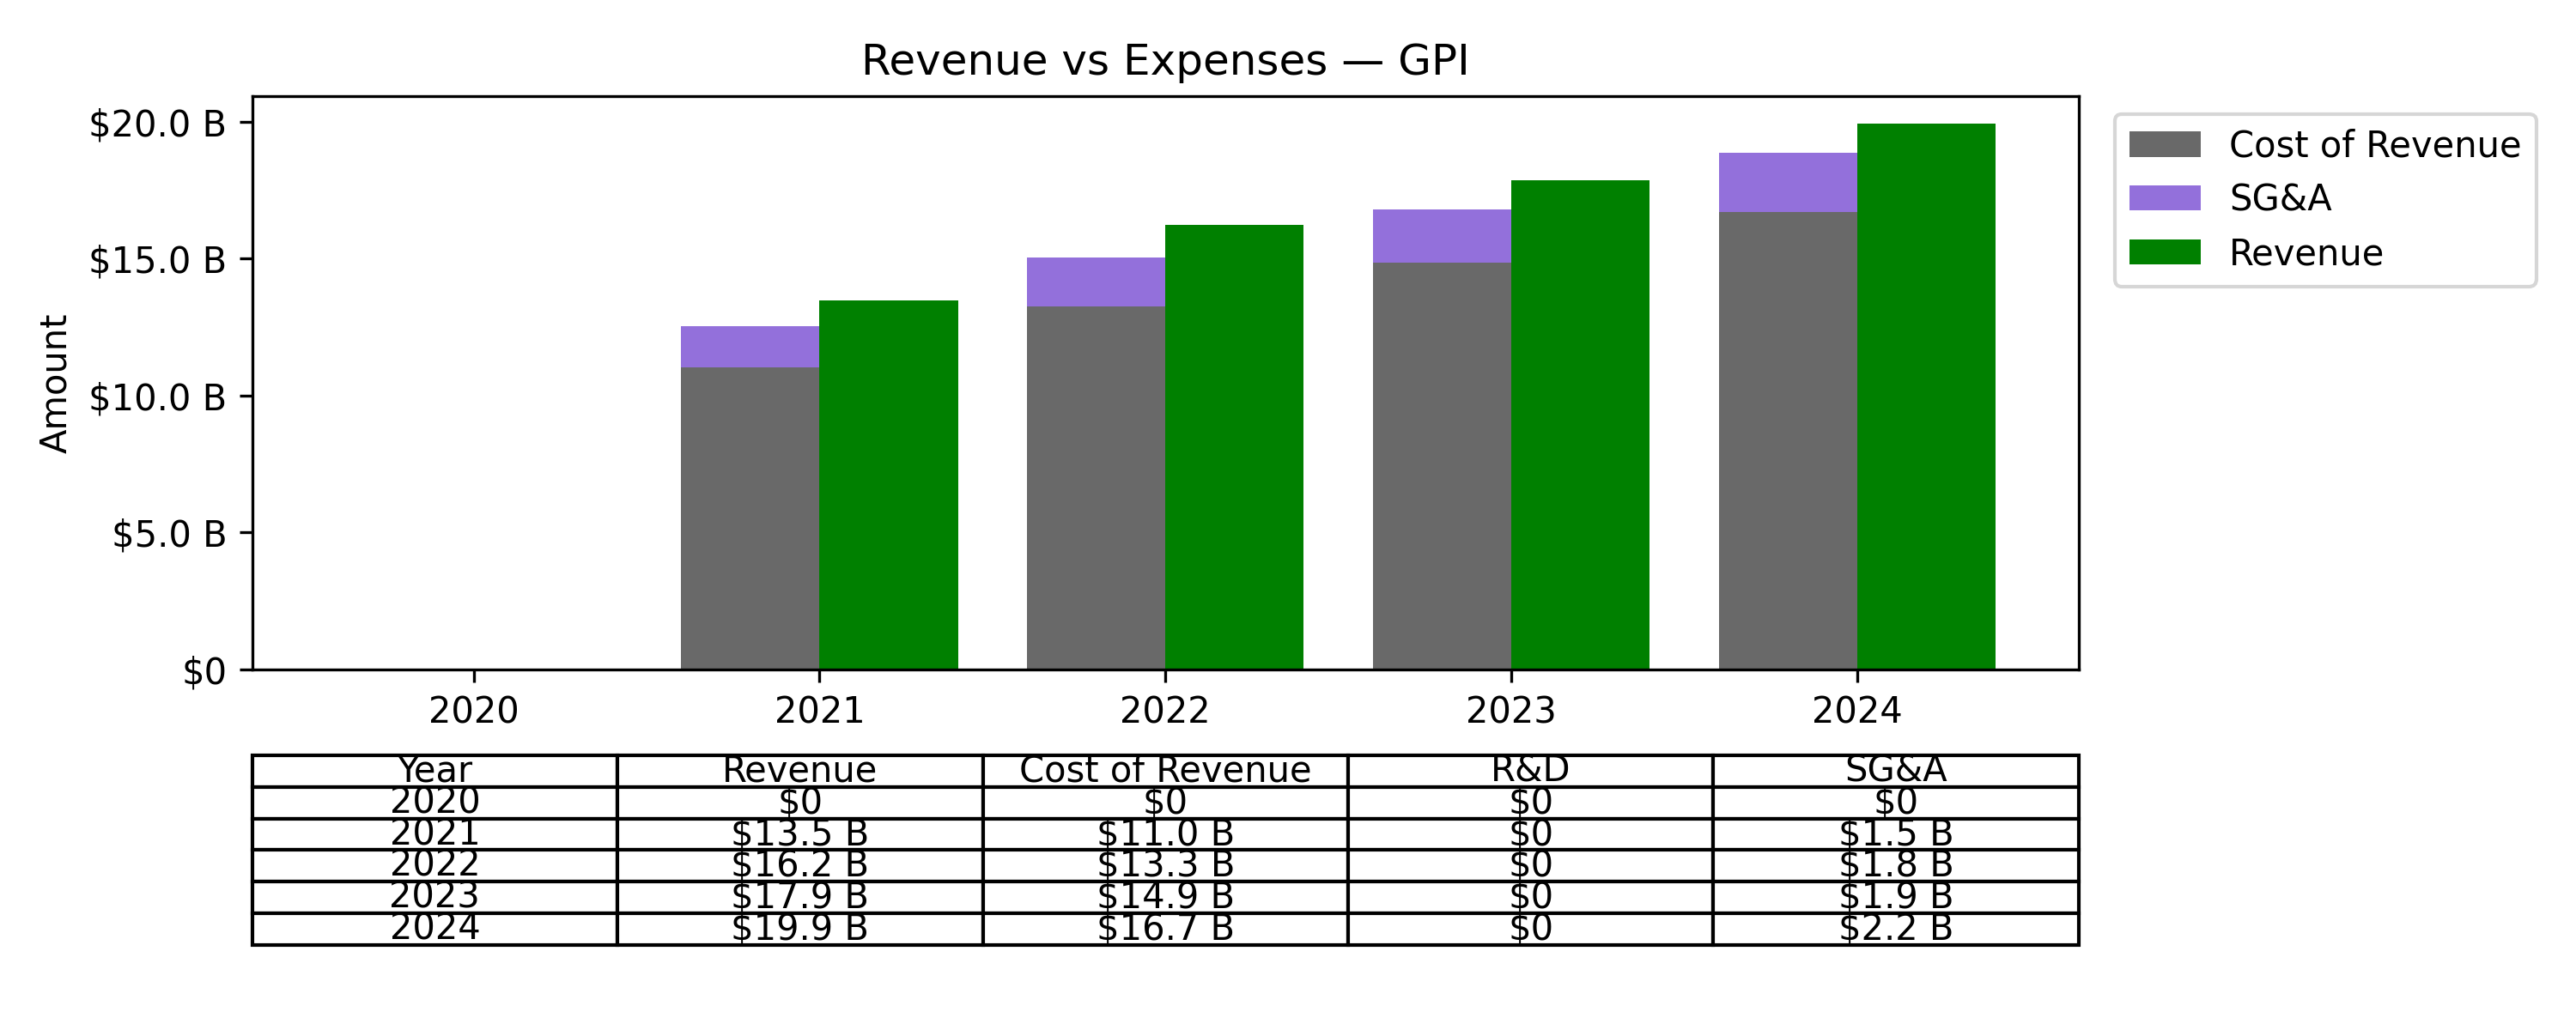 Revenue vs Expenses — GPI
Amount
$20.0 B
$15.0 B
$10.0 B
$5.0 B
$0
2020 2021 2022 2023 2024
Cost of Revenue
SG&A
Revenue
Year Revenue Cost of Revenue R&D SG&A
2020 $0 $0 $0 $0
2021 $13.5 B $11.0 B $0 $1.5 B
2022 $16.2 B $13.3 B $0 $1.8 B
2023 $17.9 B $14.9 B $0 $1.9 B
2024 $19.9 B $16.7 B $0 $2.2 B